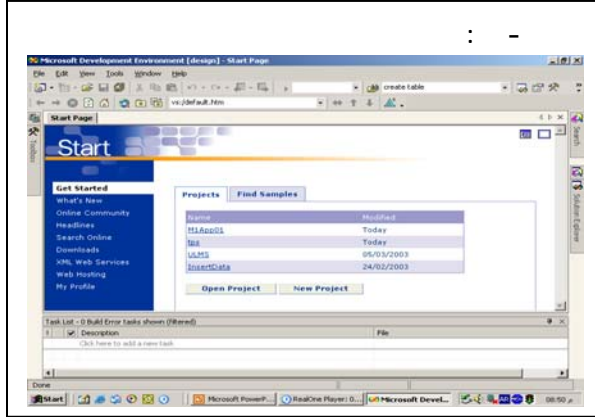 : -
Microsoft Development Environment [design] - Start Page
File Edit View Tools Window Help
create table
vs:/default.htm
Start Page
Toolbox
Search
Solution Explorer
Start
Get Started
What's New
Online Community
Headlines
Search Online
Downloads
XML Web Services
Web Hosting
My Profile
Projects Find Samples
Name Modified
M1App01 Today
tps Today
ULMS 05/03/2003
InsertData 24/02/2003
Open Project New Project
Task List - 0 Build Error tasks shown (filtered)
! Description File
Click here to add a new task
Done
Start Microsoft PowerP... RealOne Player: 0... Microsoft Devel... 08:50 م